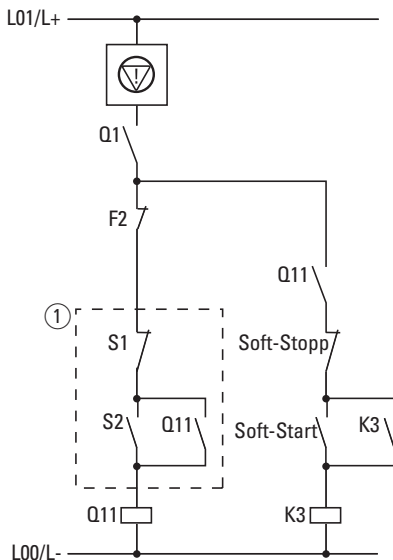 L01/L+
!
Q1
F2
Q11
1
S1
Soft-Stopp
S2
Q11
Soft-Start
K3
Q11
K3
L00/L-